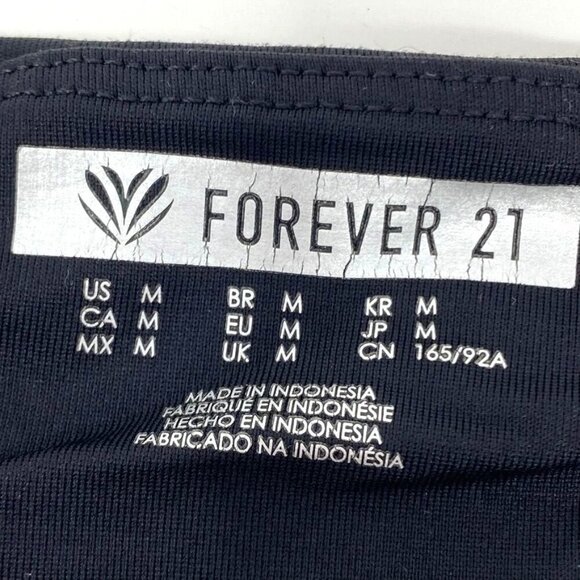 FOREVER 21
US M BR M KR M
CA M EU M JP M
MX M UK M CN 165/92A
MADE IN INDONESIA
FABRIQUÉ EN INDONÉSIE
HECHO EN INDONESIA
FABRICADO NA INDONÉSIA